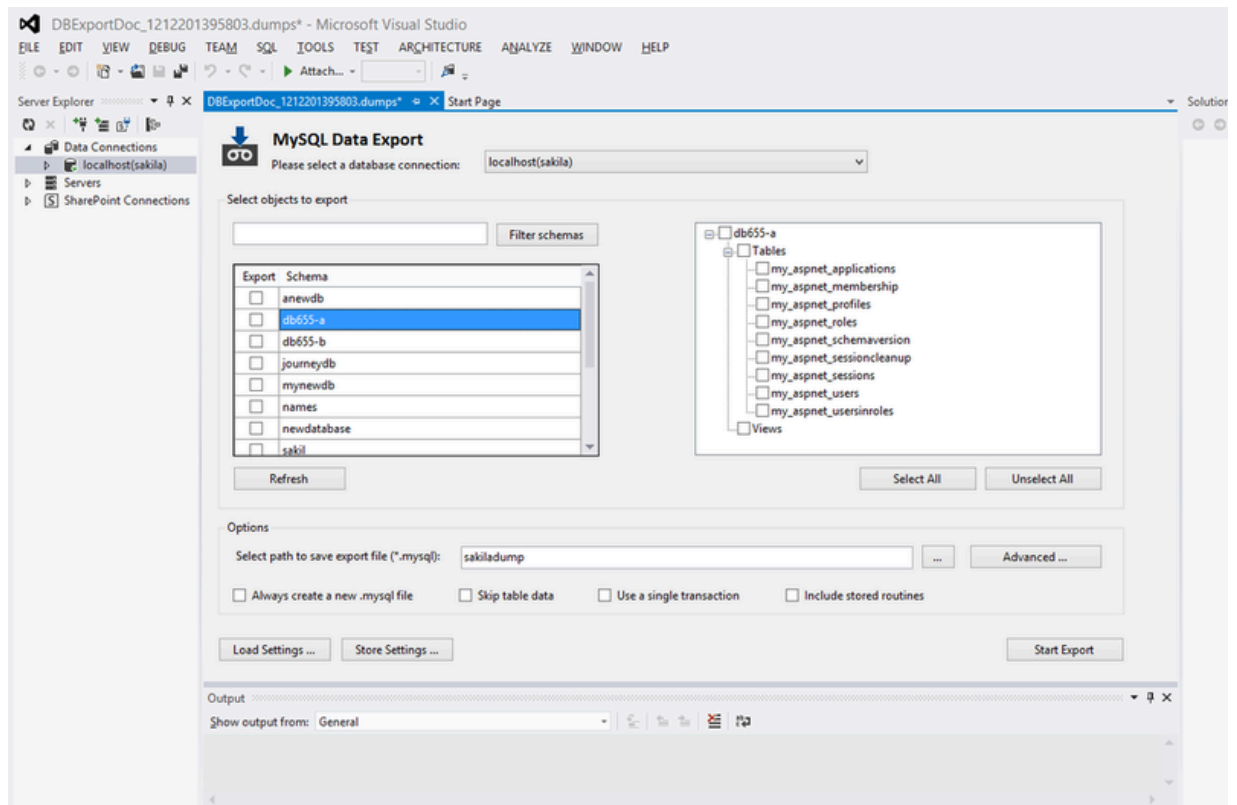 DBExportDoc_1212201395803.dumps* - Microsoft Visual Studio
FILE EDIT VIEW DEBUG TEAM SQL TOOLS TEST ARCHITECTURE ANALYZE WINDOW HELP
Attach...
Server Explorer
Data Connections
localhost(sakila)
Servers
SharePoint Connections
DBExportDoc_1212201395803.dumps* Start Page
MySQL Data Export
Please select a database connection: localhost(sakila)
Select objects to export
Filter schemas
Export Schema
anewdb
db655-a
db655-b
journeydb
mynewdb
names
newdatabase
sakil
Refresh
db655-a
Tables
my_aspnet_applications
my_aspnet_membership
my_aspnet_profiles
my_aspnet_roles
my_aspnet_schemaversion
my_aspnet_sessioncleanup
my_aspnet_sessions
my_aspnet_users
my_aspnet_usersinroles
Views
Select All Unselect All
Options
Select path to save export file (*.mysql): sakiladump ... Advanced ...
Always create a new .mysql file Skip table data Use a single transaction Include stored routines
Load Settings ... Store Settings ... Start Export
Output
Show output from: General
Solution